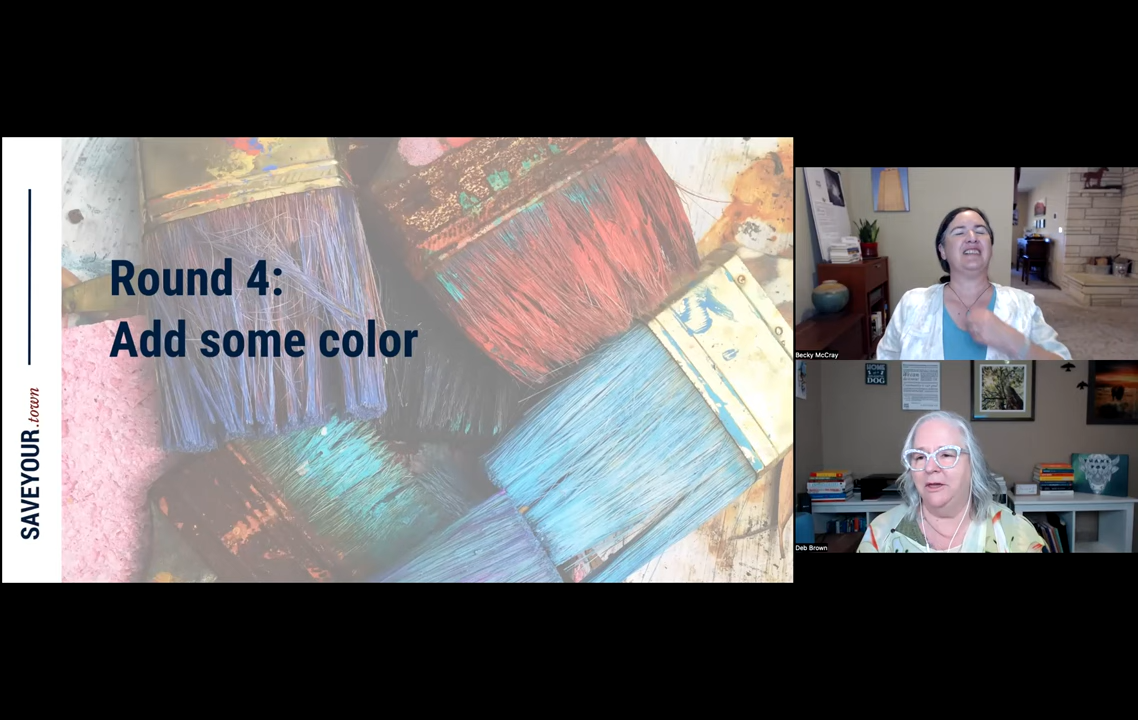 SAVEYOUR.town
Round 4:
Add some color
Becky McCray
Deb Brown